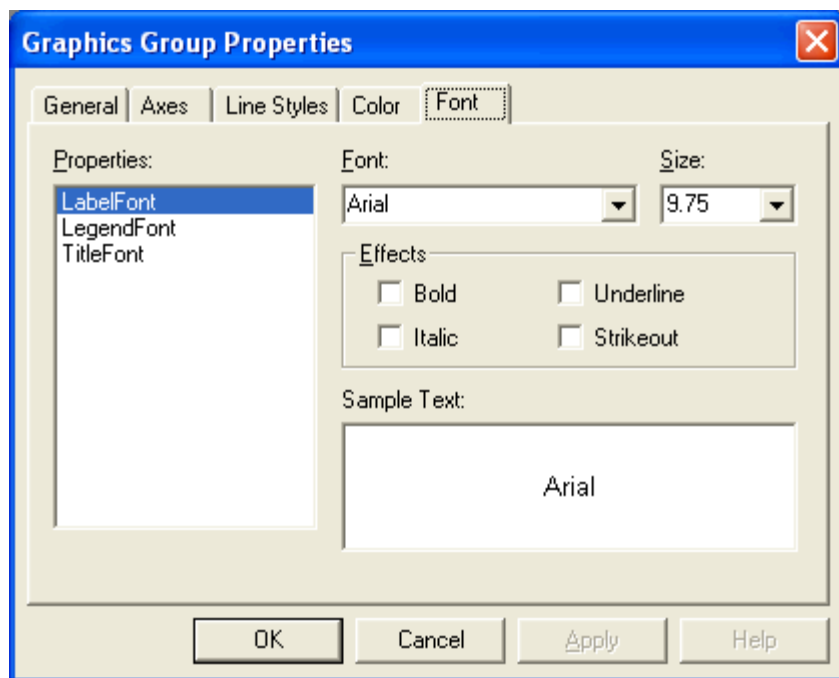 Graphics Group Properties
General Axes Line Styles Color Font
Properties: Font: Size:
LabelFont Arial 9.75
LegendFont
TitleFont
Effects
Bold Underline
Italic Strikeout
Sample Text:
Arial
OK Cancel Apply Help